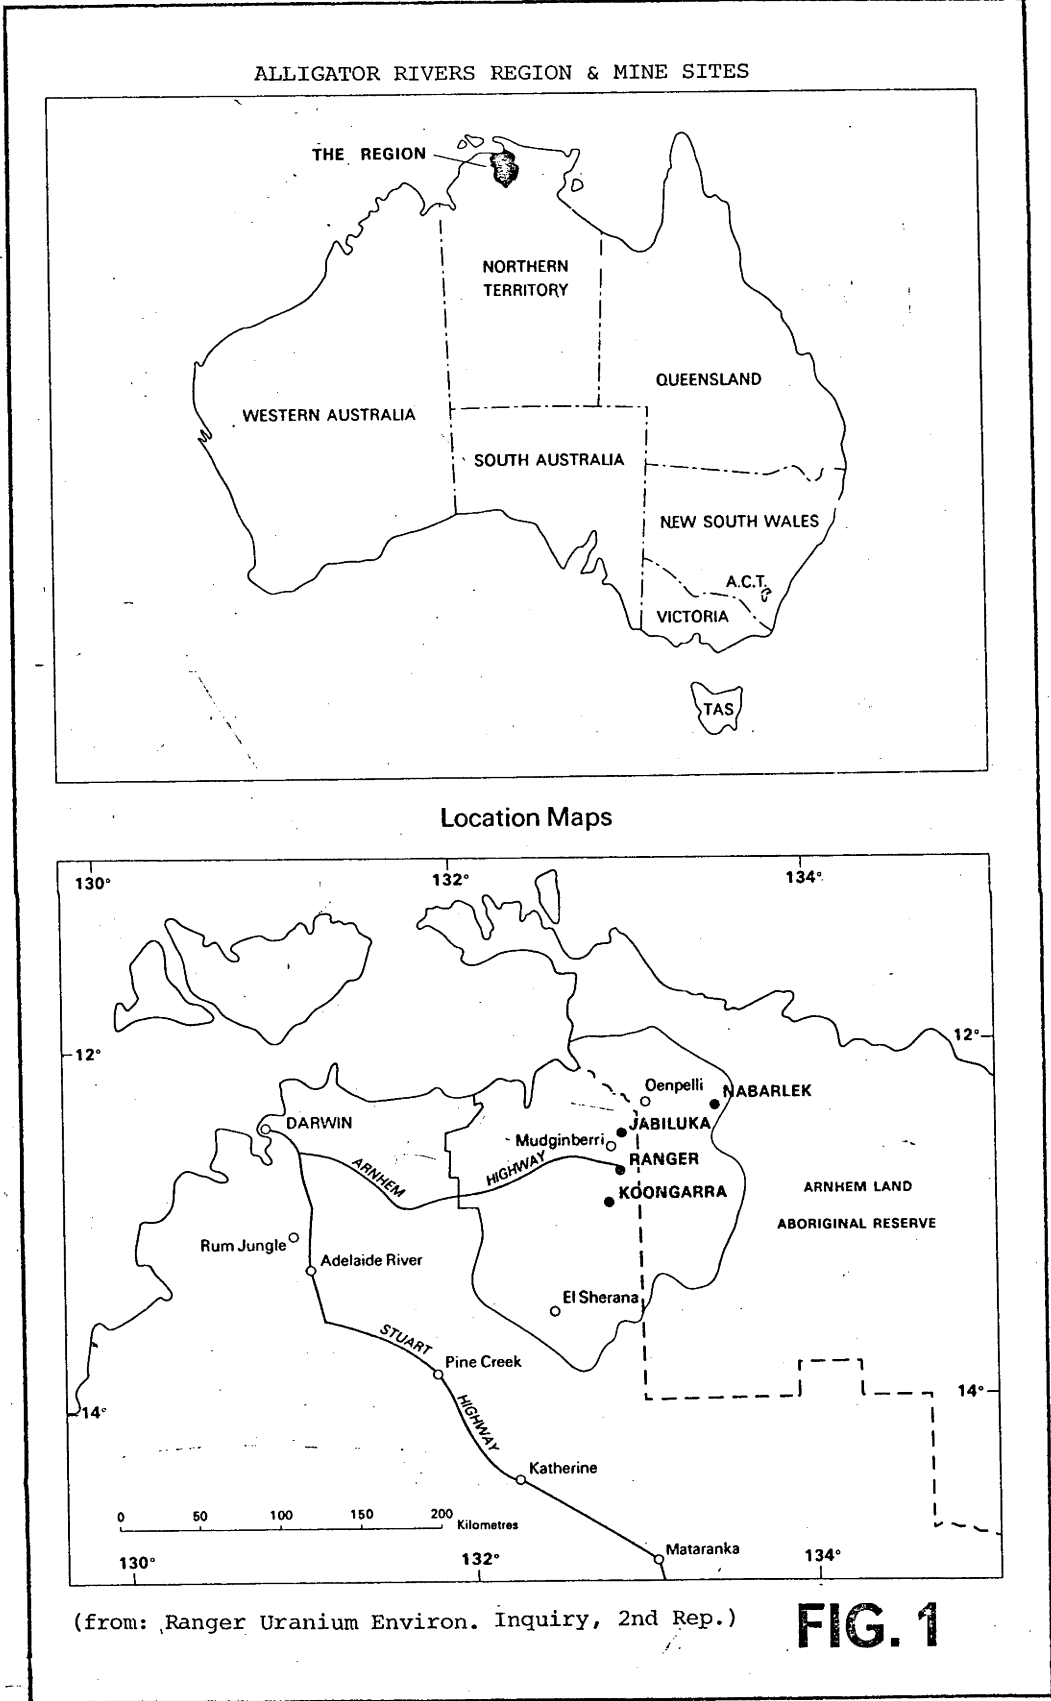 ALLIGATOR RIVERS REGION & MINE SITES
THE REGION
NORTHERN
TERRITORY
QUEENSLAND
WESTERN AUSTRALIA
SOUTH AUSTRALIA
NEW SOUTH WALES
A.C.T.
VICTORIA
TAS
Location Maps
130°
132°
134°
12°
12°
Oenpelli
NABARLEK
DARWIN
JABILUKA
Mudginberri
RANGER
ARNHEM
HIGHWAY
KOONGARRA
ARNHEM LAND
ABORIGINAL RESERVE
Rum Jungle
Adelaide River
El Sherana
STUART
Pine Creek
14°
14°
HIGHWAY
Katherine
0 50 100 150 200 Kilometres
Mataranka
130°
132°
134°
(from: Ranger Uranium Environ. Inquiry, 2nd Rep.)
FIG. 1